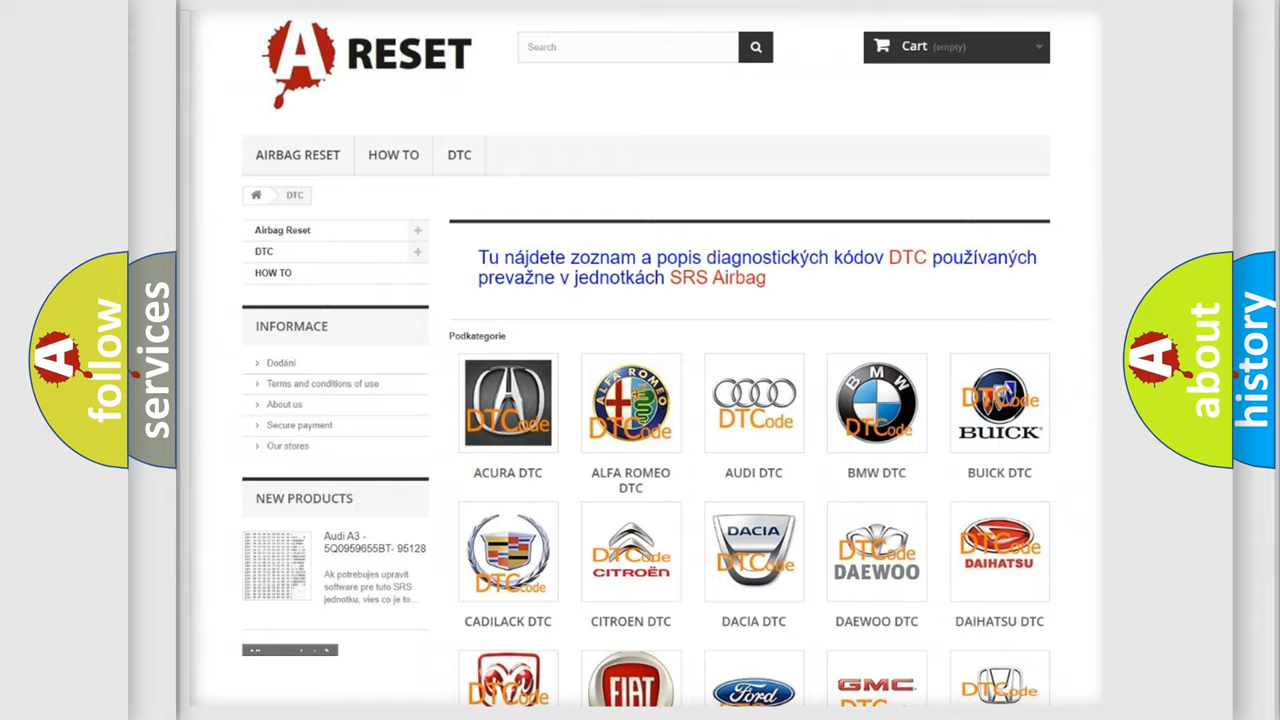 A RESET
Search
Cart (empty)
AIRBAG RESET
HOW TO
DTC
DTC
Airbag Reset
DTC
HOW TO
Tu nájdete zoznam a popis diagnostických kódov DTC používaných
prevažne v jednotkách SRS Airbag
INFORMACE
Dodání
Terms and conditions of use
About us
Secure payment
Our stores
NEW PRODUCTS
Audi A3 -
5Q0959655BT- 95128
Ak potrebujes upravit
software pre tuto SRS
jednotku, vies co je to...
Podkategorie
DTCode
ALFA ROMEO
DTCode
DTCode
BMW
DTCode
DTCode
BUICK
ACURA DTC
ALFA ROMEO
DTC
AUDI DTC
BMW DTC
BUICK DTC
DTCode
DTCode
CITROËN
DACIA
DTCode
DTCode
DAEWOO
DTCode
DAIHATSU
CADILACK DTC
CITROEN DTC
DACIA DTC
DAEWOO DTC
DAIHATSU DTC
DTCode
FIAT
Ford
GMC
DTCode
A follow
services
A about
history